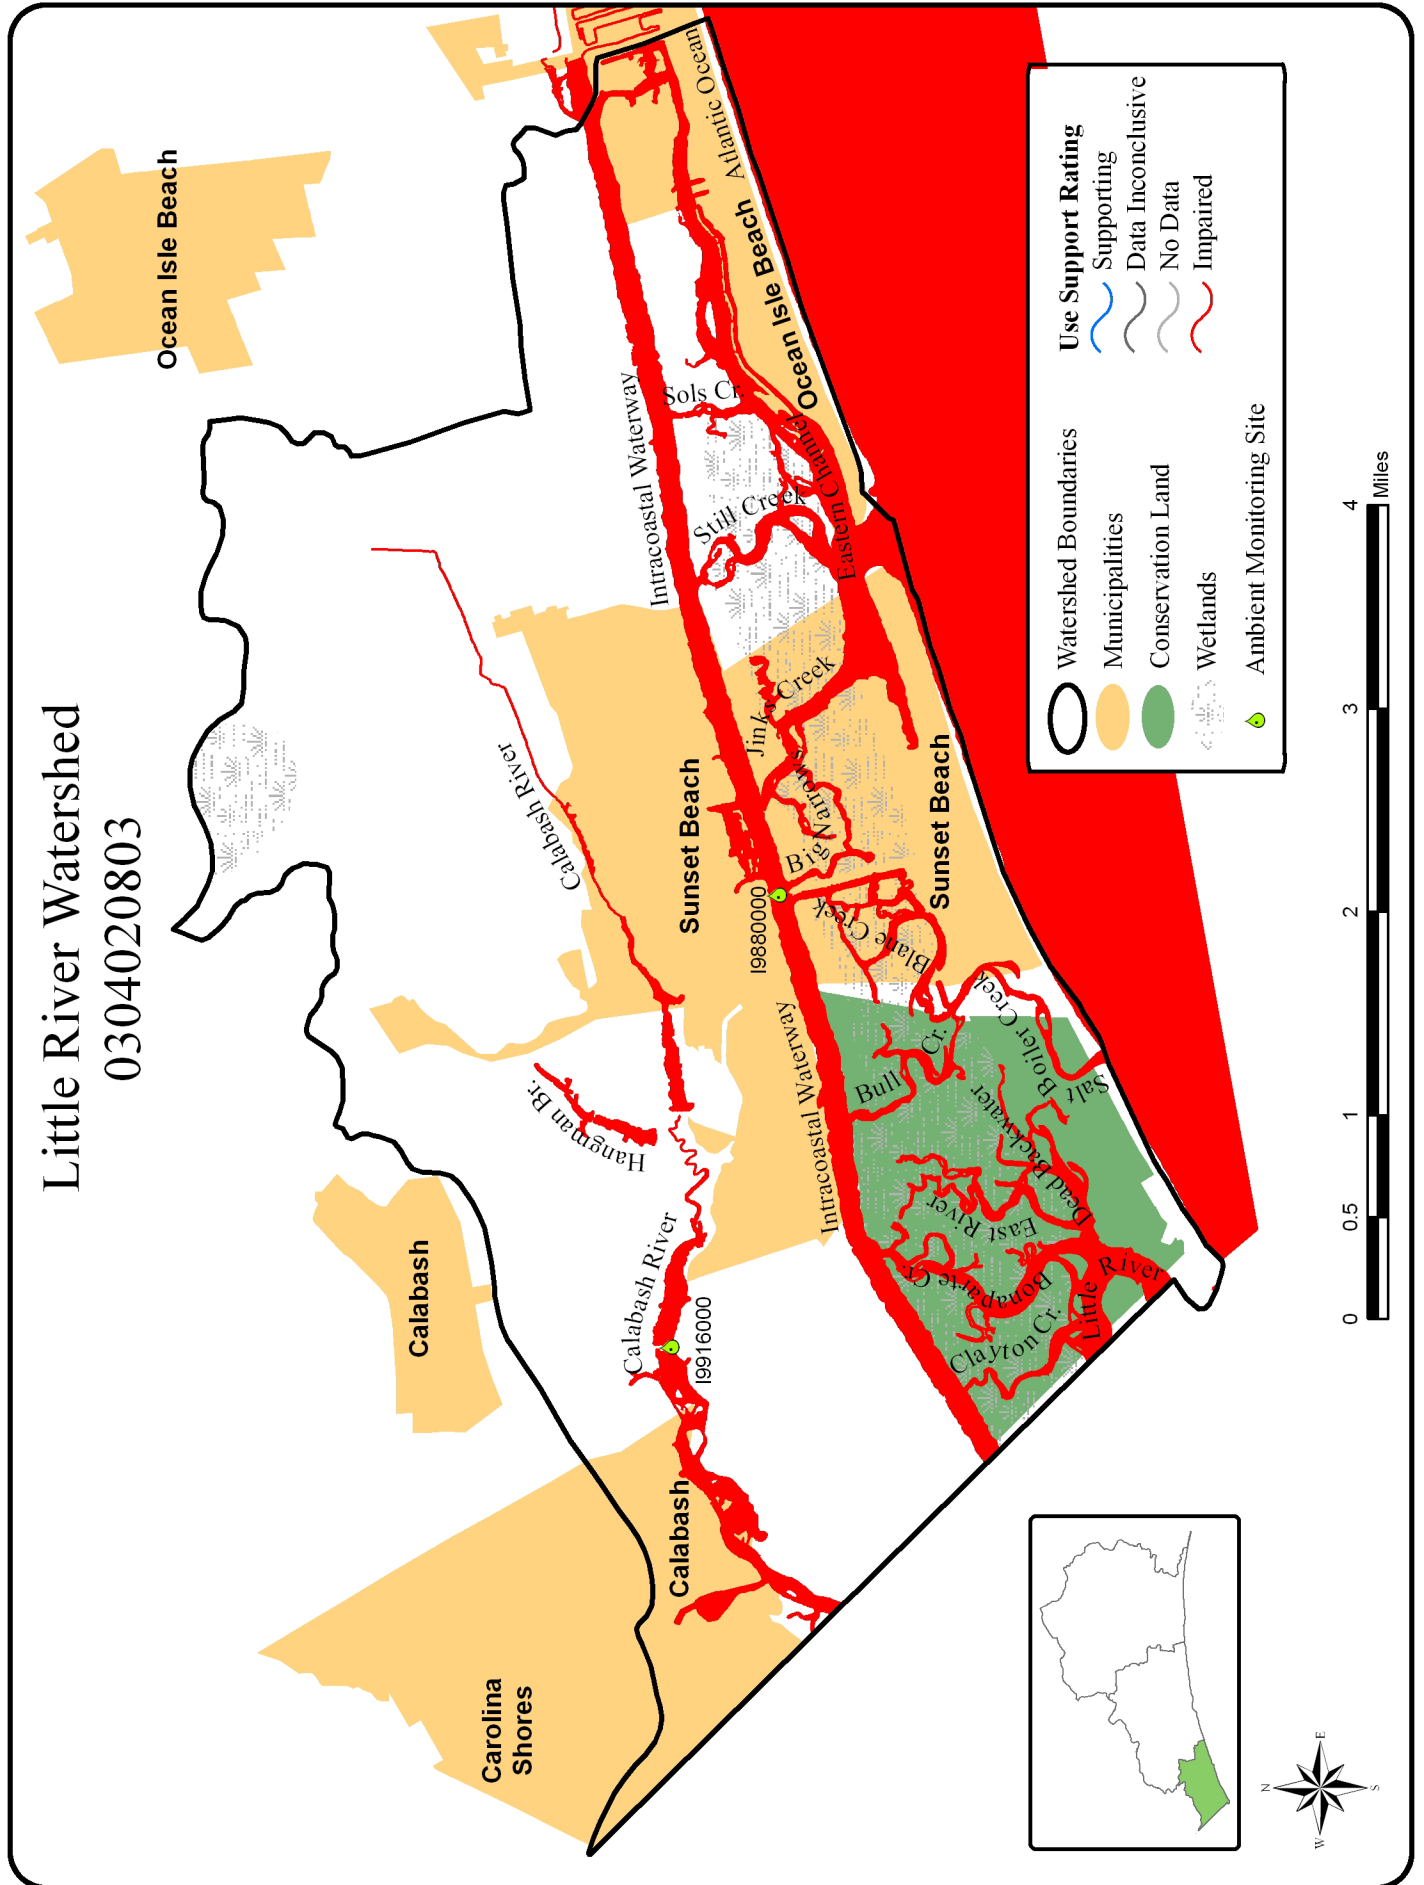 Little River Watershed
0304020803
Ocean Isle Beach
Calabash
Carolina
Shores
Calabash
Calabash River
I9916000
Hangman Br.
Calabash River
Sunset Beach
I9880000
Intracoastal Waterway
Intracoastal Waterway
Sols Cr.
Still Creek
Eastern Channel
Ocean Isle Beach
Atlantic Ocean
Jinks Creek
Big Narrows
Blane Creek
Sunset Beach
Bull Cr.
Salt Boiler Creek
Dead Backwater
East River
Bonaparte Cr.
Clayton Cr.
Little River
Watershed Boundaries
Municipalities
Conservation Land
Wetlands
Ambient Monitoring Site
Use Support Rating
Supporting
Data Inconclusive
No Data
Impaired
0 0.5 1 2 3 4
Miles
N
W E
S